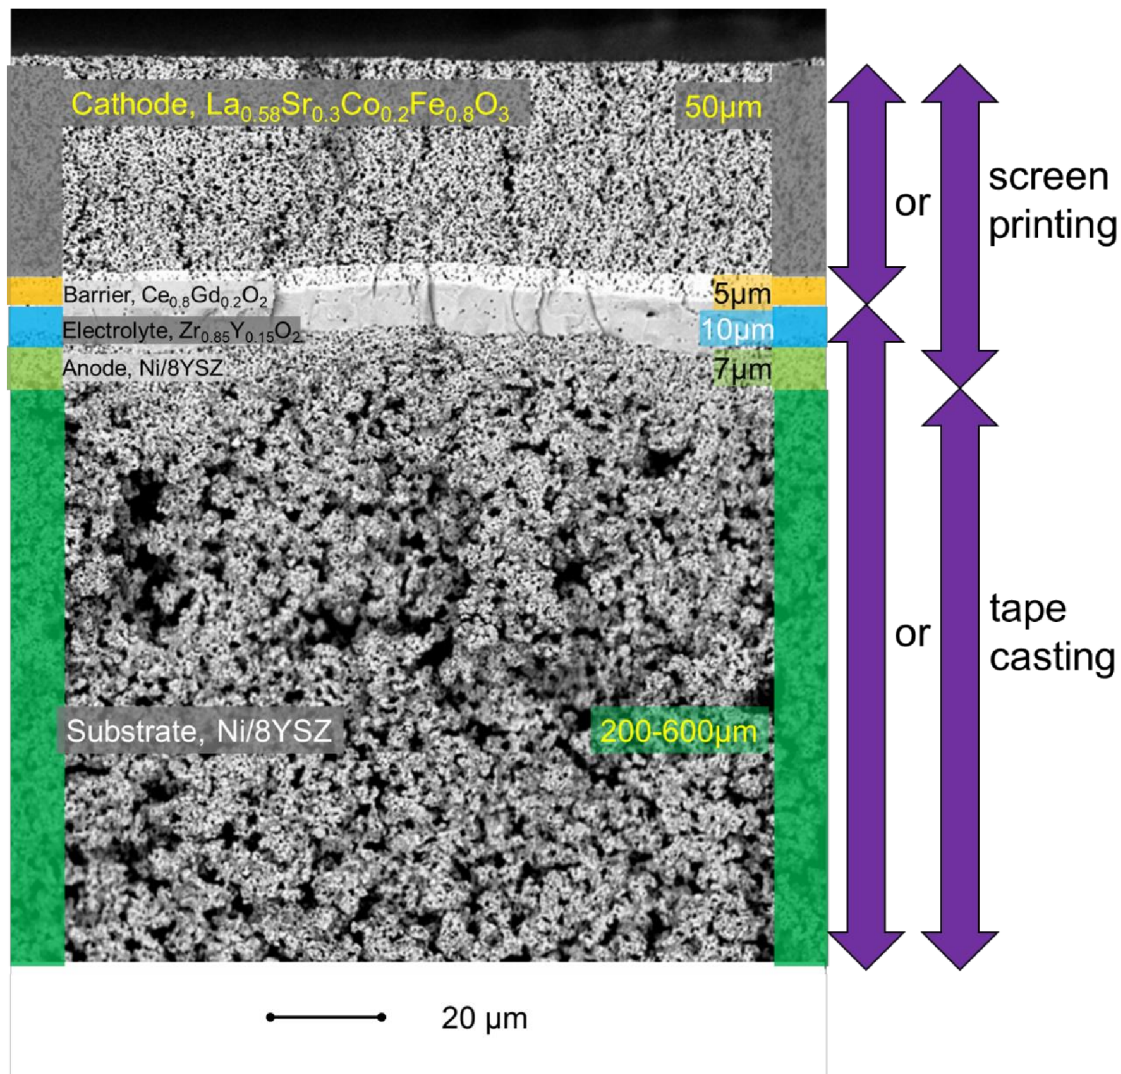 Cathode, La₀.₅₈Sr₀.₃Co₀.₂Fe₀.₈O₃ 50µm
or
screen
printing
Barrier, Ce₀.₈Gd₀.₂O₂ 5µm
Electrolyte, Zr₀.₈₅Y₀.₁₅O₂ 10µm
Anode, Ni/8YSZ 7µm
or
tape
casting
Substrate, Ni/8YSZ 200-600µm
20 µm